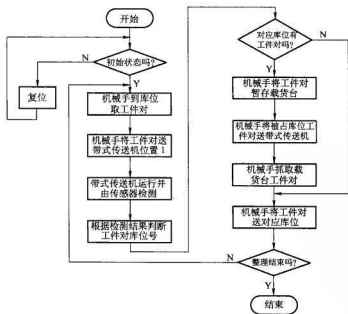 开始
初始状态吗?
N
Y
复位
机械手到库位
取工件对
机械手将工件对送
带式传送机位置1
带式传送机运行并
由传感器检测
根据检测结果判断
工件对库位号
对应库位有
工件对吗?
N
Y
机械手将工件对
暂存载货台
机械手将被占库位工
件对送带式传送机
机械手抓取载
货台工件对
机械手将工件对
送对应库位
整理结束吗?
N
Y
结束